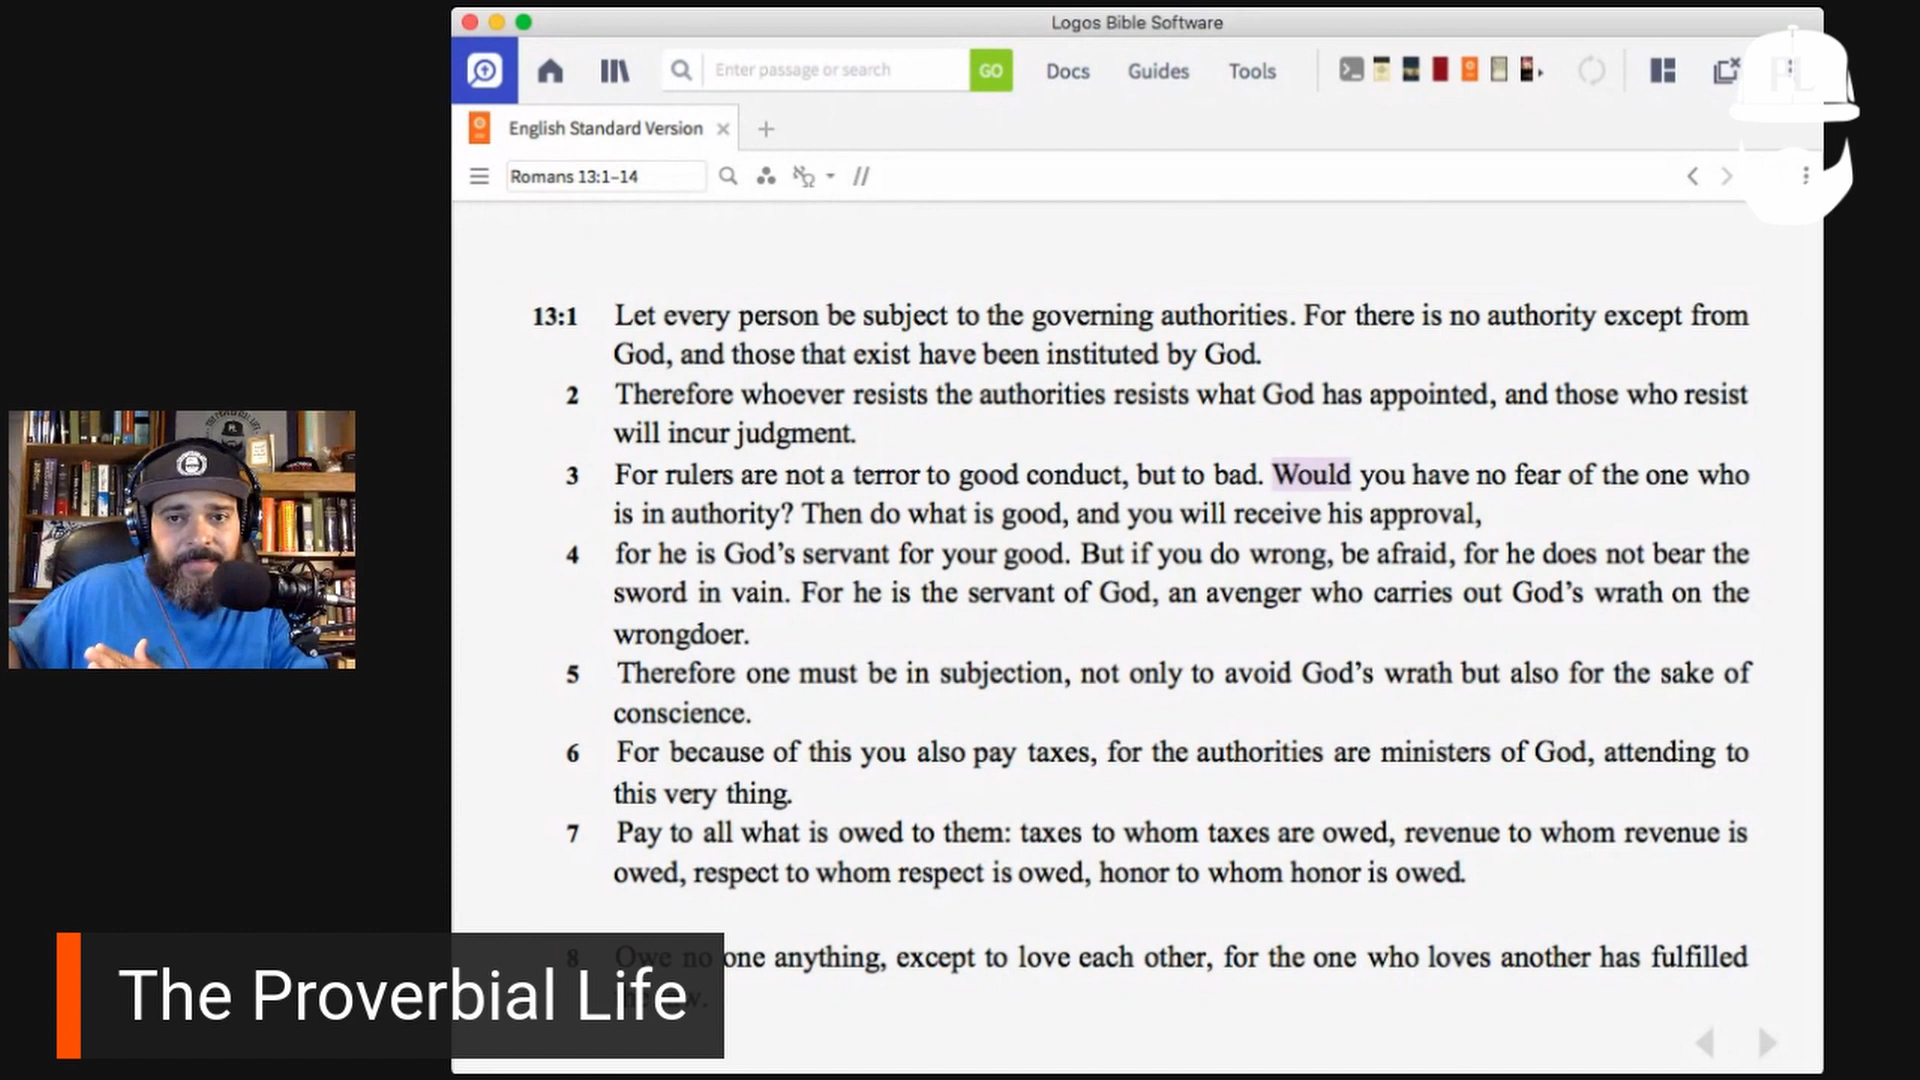 Logos Bible Software
Enter passage or search
GO
Docs
Guides
Tools
PL
English Standard Version
Romans 13:1–14
13:1 Let every person be subject to the governing authorities. For there is no authority except from
God, and those that exist have been instituted by God.
2 Therefore whoever resists the authorities resists what God has appointed, and those who resist
will incur judgment.
3 For rulers are not a terror to good conduct, but to bad. Would you have no fear of the one who
is in authority? Then do what is good, and you will receive his approval,
4 for he is God’s servant for your good. But if you do wrong, be afraid, for he does not bear the
sword in vain. For he is the servant of God, an avenger who carries out God’s wrath on the
wrongdoer.
5 Therefore one must be in subjection, not only to avoid God’s wrath but also for the sake of
conscience.
6 For because of this you also pay taxes, for the authorities are ministers of God, attending to
this very thing.
7 Pay to all what is owed to them: taxes to whom taxes are owed, revenue to whom revenue is
owed, respect to whom respect is owed, honor to whom honor is owed.
8 Owe no one anything, except to love each other, for the one who loves another has fulfilled
The Proverbial Life